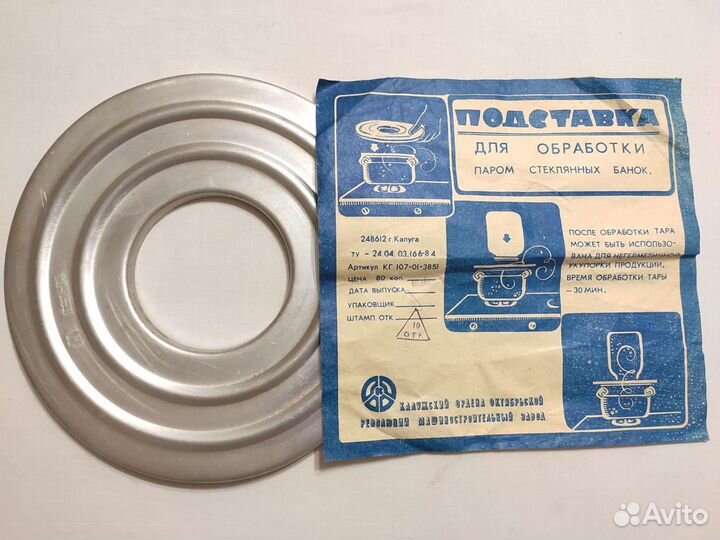 ПОДСТАВКА
ДЛЯ ОБРАБОТКИ
ПАРОМ СТЕКЛЯННЫХ БАНОК.
248612 г. Калуга
ТУ – 24.04.03.166-84
Артикул КГ 107-01-3851
ЦЕНА 80 коп
ДАТА ВЫПУСКА
УПАКОВЩИК
ШТАМП ОТК
10
ОТК
ПОСЛЕ ОБРАБОТКИ ТАРА
МОЖЕТ БЫТЬ ИСПОЛЬЗО-
ВАНА ДЛЯ НЕГЕРМЕТИЧНОЙ
УКУПОРКИ ПРОДУКЦИИ,
ВРЕМЯ ОБРАБОТКИ ТАРЫ
– 30 МИН.
КАЛУЖСКИЙ ОРДЕНА ОКТЯБРЬСКОЙ
РЕВОЛЮЦИИ МАШИНОСТРОИТЕЛЬНЫЙ ЗАВОД
Avito